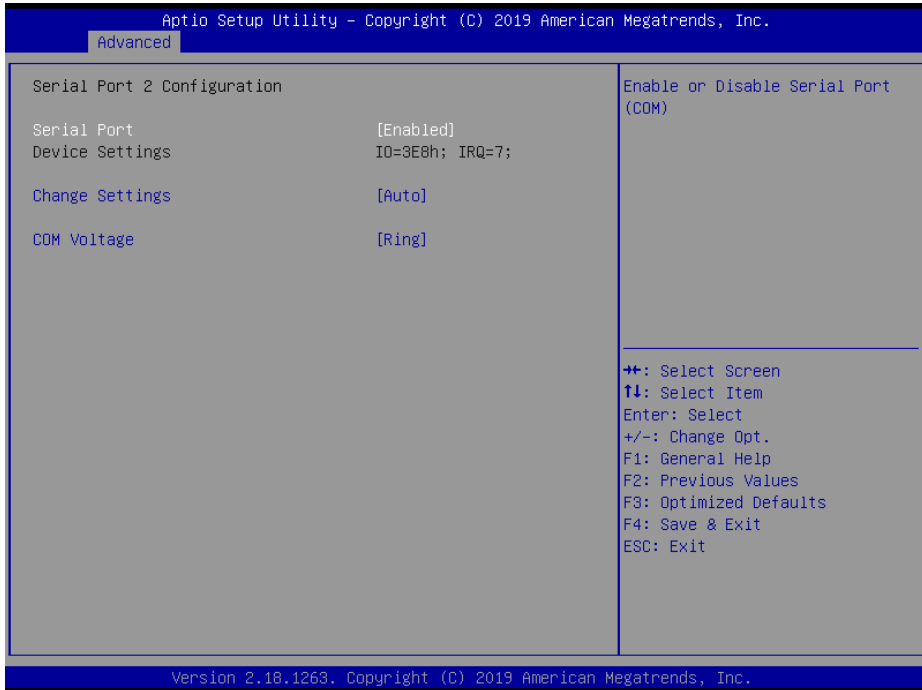 Aptio Setup Utility – Copyright (C) 2019 American Megatrends, Inc.
Advanced
Serial Port 2 Configuration
Serial Port [Enabled]
Device Settings IO=3E8h; IRQ=7;
Change Settings [Auto]
COM Voltage [Ring]
Enable or Disable Serial Port
(COM)
→←: Select Screen
↑↓: Select Item
Enter: Select
+/-: Change Opt.
F1: General Help
F2: Previous Values
F3: Optimized Defaults
F4: Save & Exit
ESC: Exit
Version 2.18.1263. Copyright (C) 2019 American Megatrends, Inc.